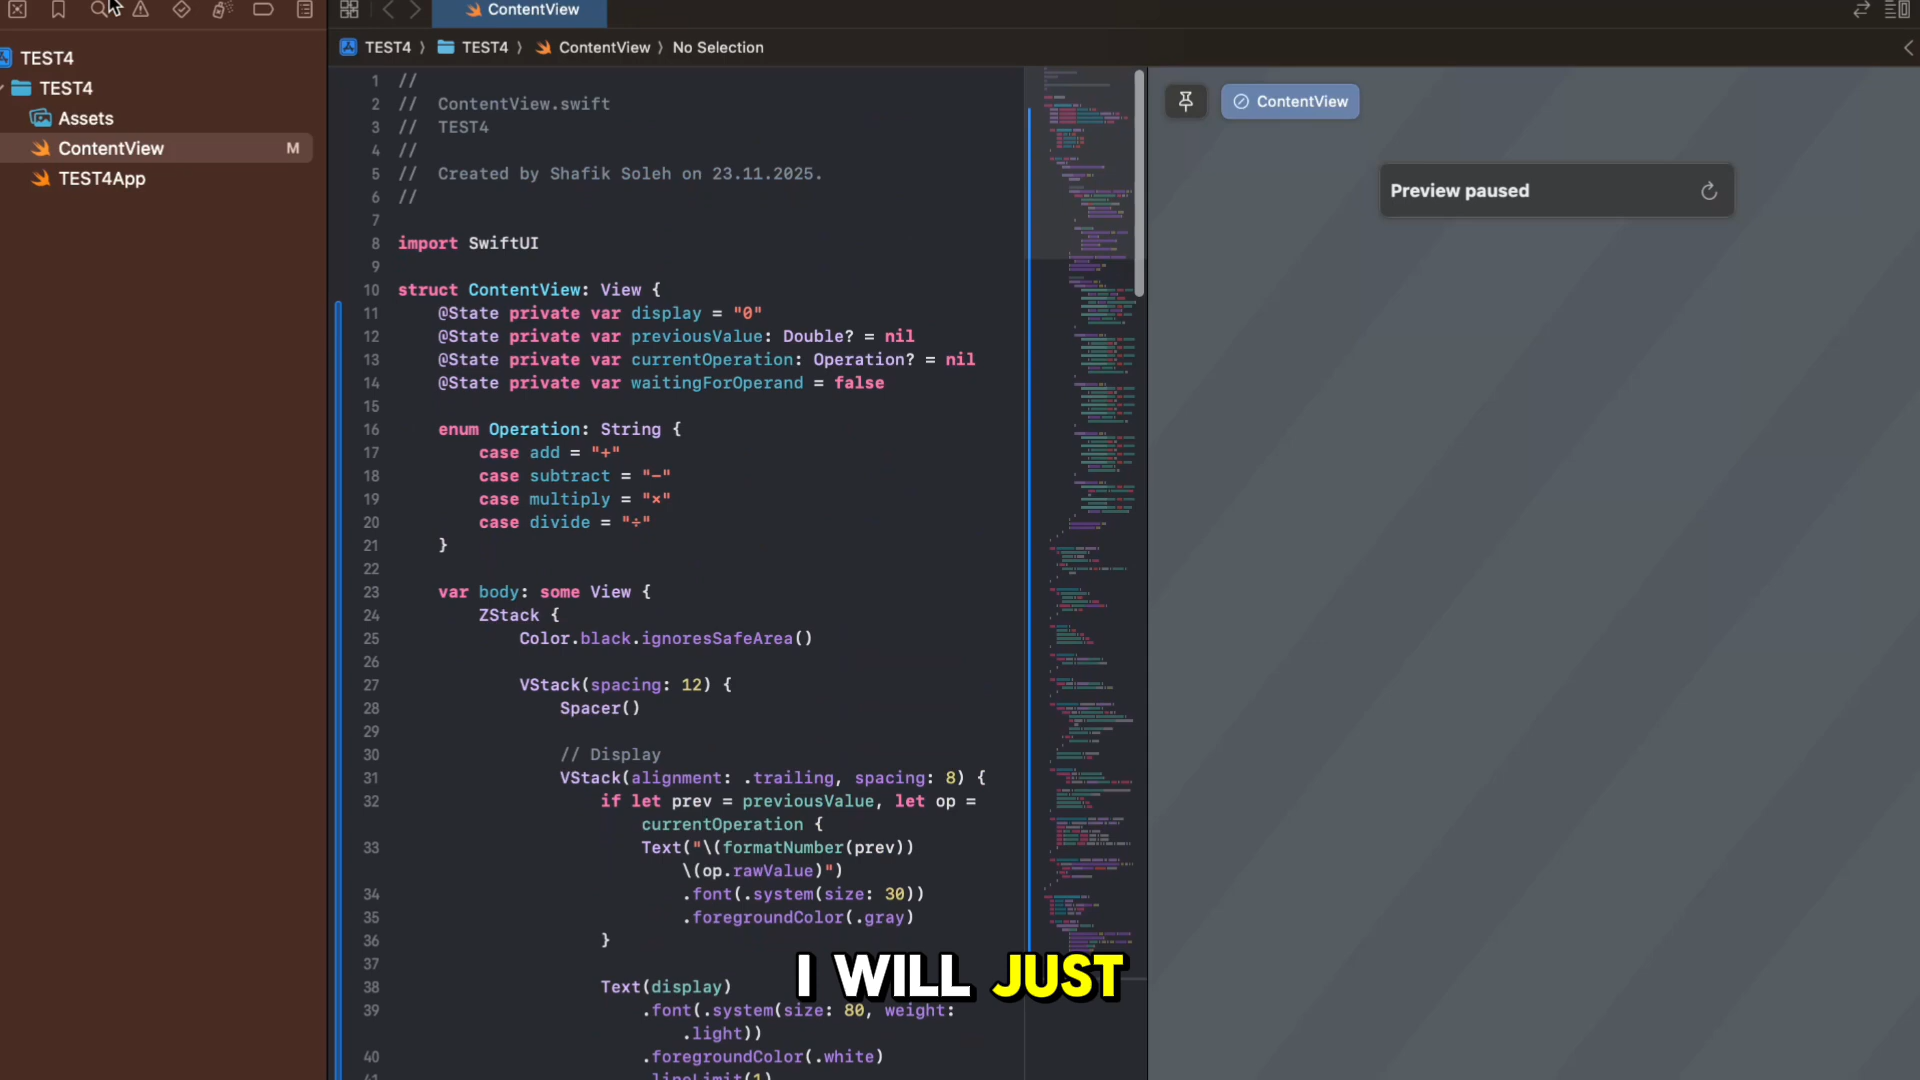 ContentView
TEST4 〉 TEST4 〉 ContentView 〉 No Selection
TEST4
TEST4
Assets
ContentView M
TEST4App
1 //
2 // ContentView.swift
3 // TEST4
4 //
5 // Created by Shafik Soleh on 23.11.2025.
6 //
7
8 import SwiftUI
9
10 struct ContentView: View {
11 @State private var display = "0"
12 @State private var previousValue: Double? = nil
13 @State private var currentOperation: Operation? = nil
14 @State private var waitingForOperand = false
15
16 enum Operation: String {
17 case add = "+"
18 case subtract = "−"
19 case multiply = "×"
20 case divide = "÷"
21 }
22
23 var body: some View {
24 ZStack {
25 Color.black.ignoresSafeArea()
26
27 VStack(spacing: 12) {
28 Spacer()
29
30 // Display
31 VStack(alignment: .trailing, spacing: 8) {
32 if let prev = previousValue, let op =
currentOperation {
33 Text("\(formatNumber(prev))
\(op.rawValue)")
34 .font(.system(size: 30))
35 .foregroundColor(.gray)
36 }
37
38 Text(display)
39 .font(.system(size: 80, weight:
.light))
40 .foregroundColor(.white)
41 .lineLimit(1)
ContentView
Preview paused
I WILL JUST